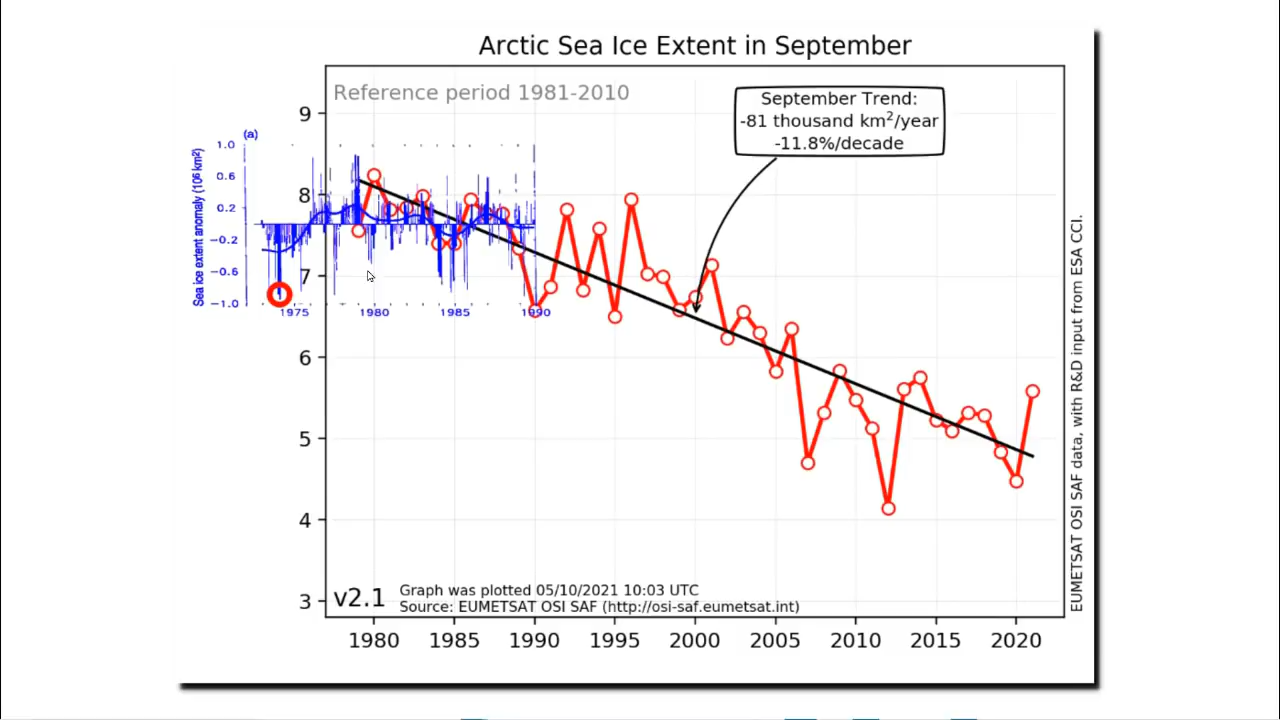 Arctic Sea Ice Extent in September
Reference period 1981-2010
September Trend:
-81 thousand km²/year
-11.8%/decade
9
8
7
6
5
4
3
(a)
1.0
0.6
0.2
−0.2
−0.6
−1.0
Sea ice extent anomaly (10⁶ km²)
1975 1980 1985 1990
v2.1
Graph was plotted 05/10/2021 10:03 UTC
Source: EUMETSAT OSI SAF (http://osi-saf.eumetsat.int)
1980 1985 1990 1995 2000 2005 2010 2015 2020
EUMETSAT OSI SAF data, with R&D input from ESA CCI.